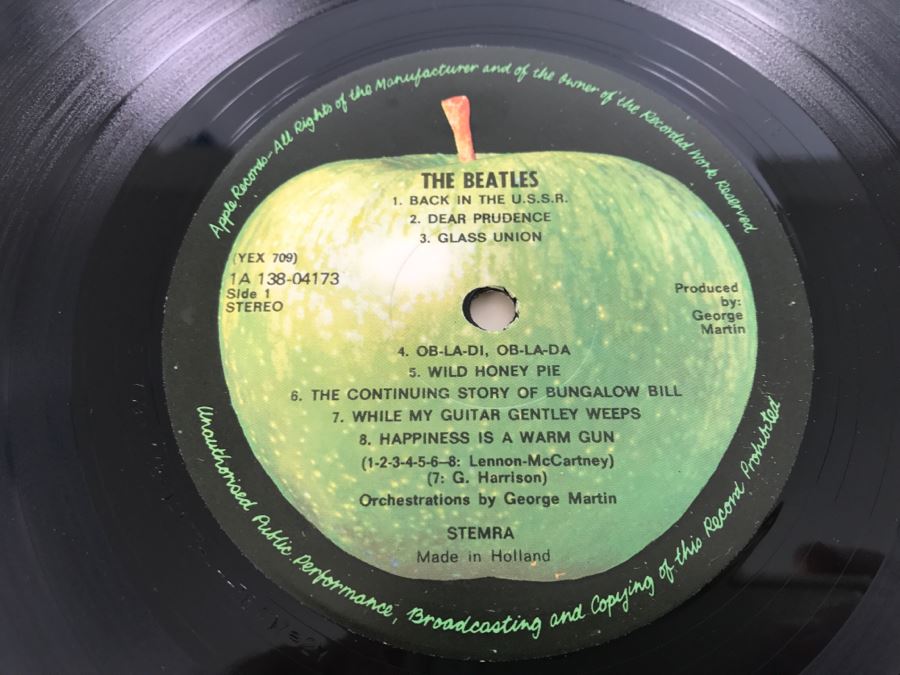 Apple Records-All Rights of the Manufacturer and of the Owner of the Recorded Work Reserved
THE BEATLES
1. BACK IN THE U.S.S.R.
2. DEAR PRUDENCE
3. GLASS UNION
(YEX 709)
1A 138-04173
Side 1
STEREO
Produced
by:
George
Martin
4. OB-LA-DI, OB-LA-DA
5. WILD HONEY PIE
6. THE CONTINUING STORY OF BUNGALOW BILL
7. WHILE MY GUITAR GENTLEY WEEPS
8. HAPPINESS IS A WARM GUN
(1-2-3-4-5-6—8: Lennon-McCartney)
(7: G. Harrison)
Orchestrations by George Martin
STEMRA
Made in Holland
Unauthorised Public Performance, Broadcasting and Copying of this Record Prohibited